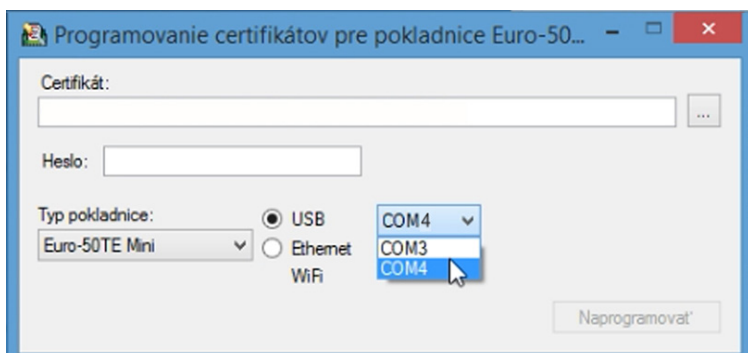 Programovanie certifikátov pre pokladnice Euro-50...
Certifikát:
...
Heslo:
Typ pokladnice:
Euro-50TE Mini
USB
COM4
Ethernet
COM3
WiFi
COM4
Naprogramovať